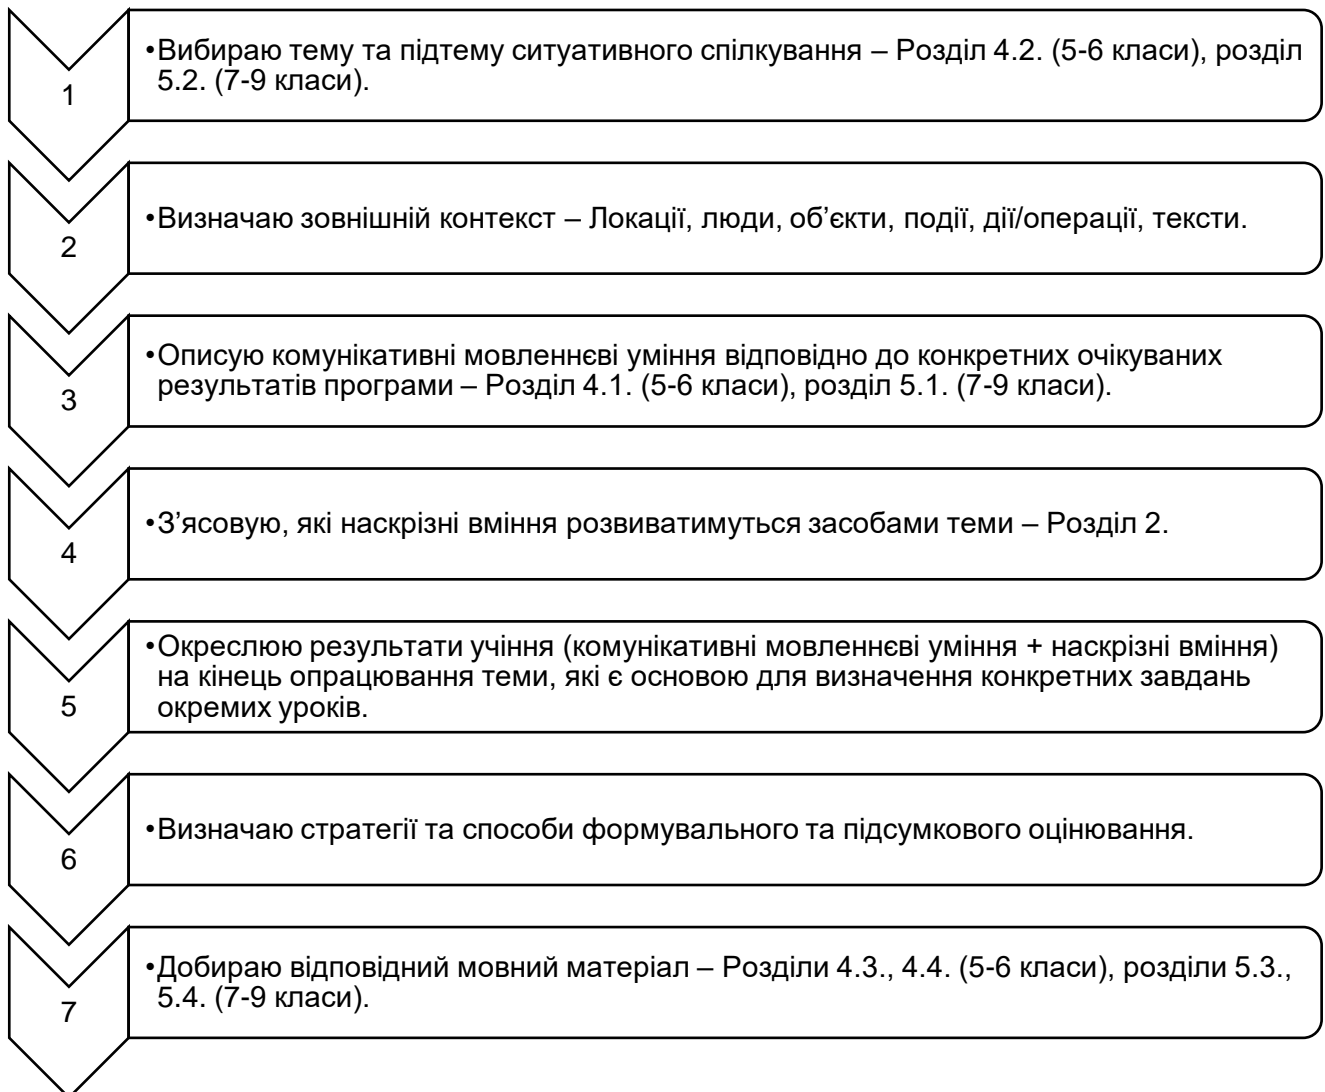 1
•Вибираю тему та підтему ситуативного спілкування – Розділ 4.2. (5-6 класи), розділ
5.2. (7-9 класи).
2
•Визначаю зовнішній контекст – Локації, люди, об’єкти, події, дії/операції, тексти.
3
•Описую комунікативні мовленнєві уміння відповідно до конкретних очікуваних
результатів програми – Розділ 4.1. (5-6 класи), розділ 5.1. (7-9 класи).
4
•З’ясовую, які наскрізні вміння розвиватимуться засобами теми – Розділ 2.
5
•Окреслюю результати учіння (комунікативні мовленнєві уміння + наскрізні вміння)
на кінець опрацювання теми, які є основою для визначення конкретних завдань
окремих уроків.
6
•Визначаю стратегії та способи формувального та підсумкового оцінювання.
7
•Добираю відповідний мовний матеріал – Розділи 4.3., 4.4. (5-6 класи), розділи 5.3.,
5.4. (7-9 класи).